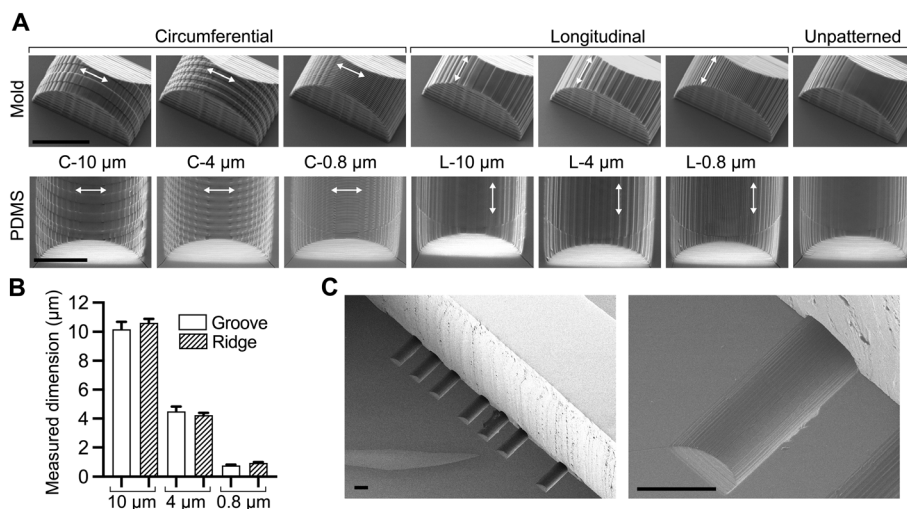 A
Circumferential
Longitudinal
Unpatterned
Mold
C-10 μm
C-4 μm
C-0.8 μm
L-10 μm
L-4 μm
L-0.8 μm
PDMS
B
Measured dimension (μm)
12
10
8
6
4
2
0
Groove
Ridge
10 μm
4 μm
0.8 μm
C